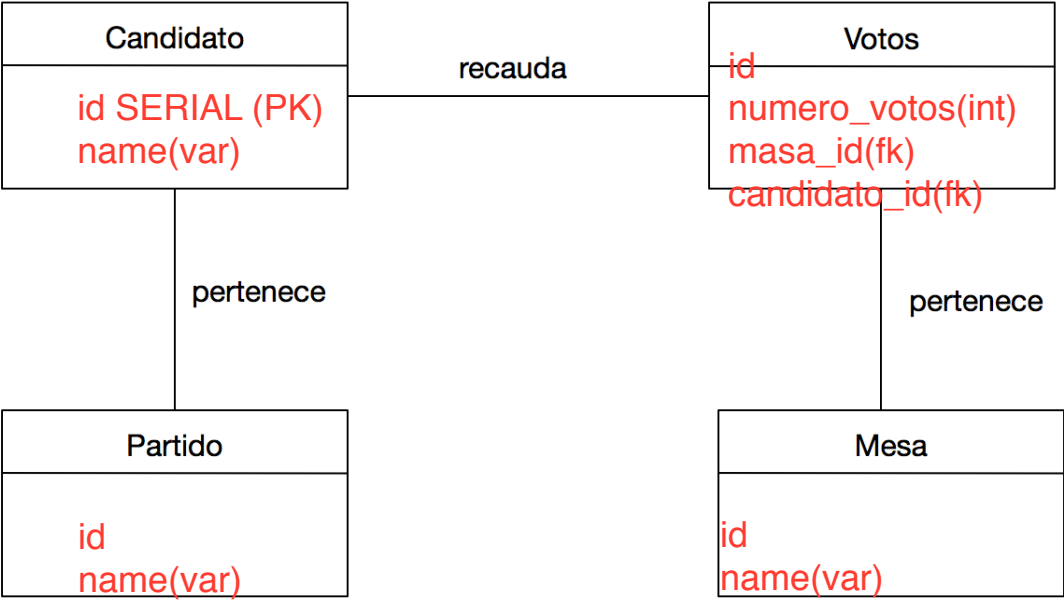 Candidato
id SERIAL (PK)
name(var)
recauda
Votos
id
numero_votos(int)
masa_id(fk)
candidato_id(fk)
pertenece
pertenece
Partido
id
name(var)
Mesa
id
name(var)